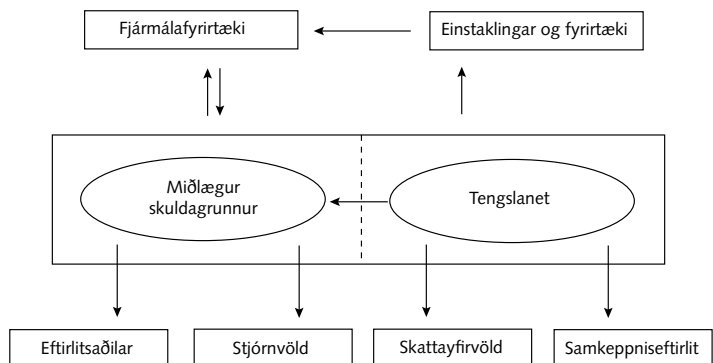 Fjármálafyrirtæki
Einstaklingar og fyrirtæki
Miðlægur
skuldagrunnur
Tengslanet
Eftirlitsaðilar
Stjórnvöld
Skattayfirvöld
Samkeppniseftirlit